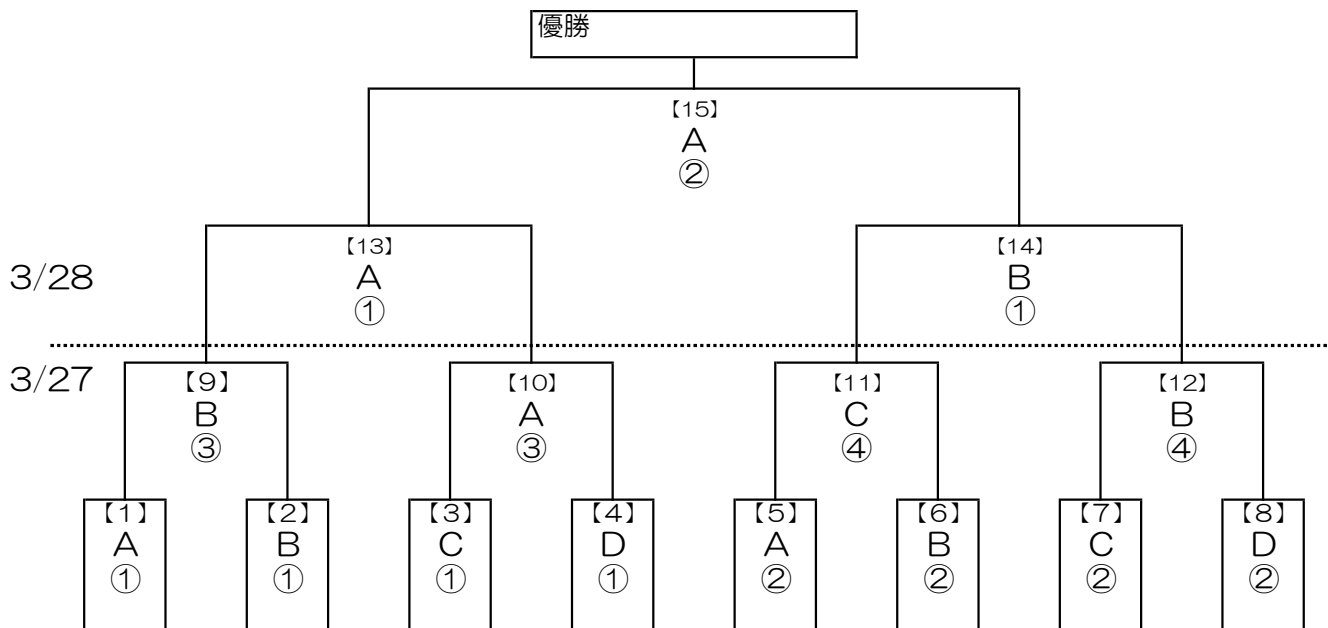 優勝
【15】
A
②
【13】 【14】
3/28 A B
① ①
3/27 【9】 【10】 【11】 【12】
B A C B
③ ③ ④ ④
【1】 【2】 【3】 【4】 【5】 【6】 【7】 【8】
A B C D A B C D
① ① ① ① ② ② ② ②